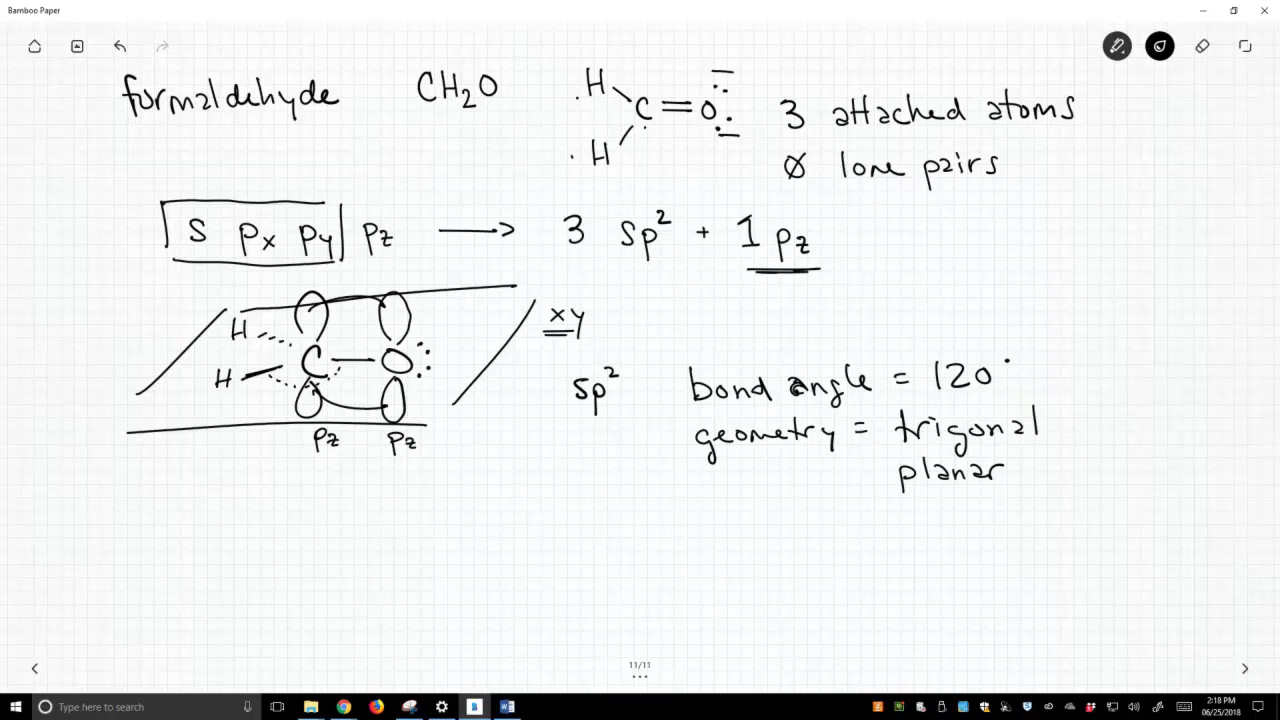 Bamboo Paper
formaldehyde CH2O H C=O H 3 attached atoms
Ø lone pairs
s px py pz → 3 sp² + 1 pz
H C – O : H
pz pz
xy
sp² bond angle = 120°
geometry = trigonal
planar
11/11
Type here to search
2:18 PM
06/25/2018